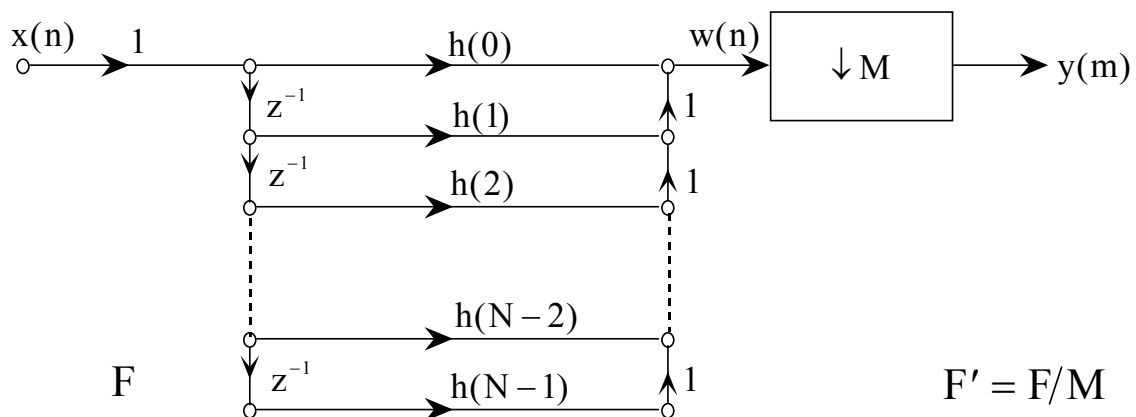 x(n) 1 h(0) w(n) ↓ M y(m)
z⁻¹ h(1) 1
z⁻¹ h(2) 1
h(N − 2)
F z⁻¹ h(N − 1) 1 F′ = F/M